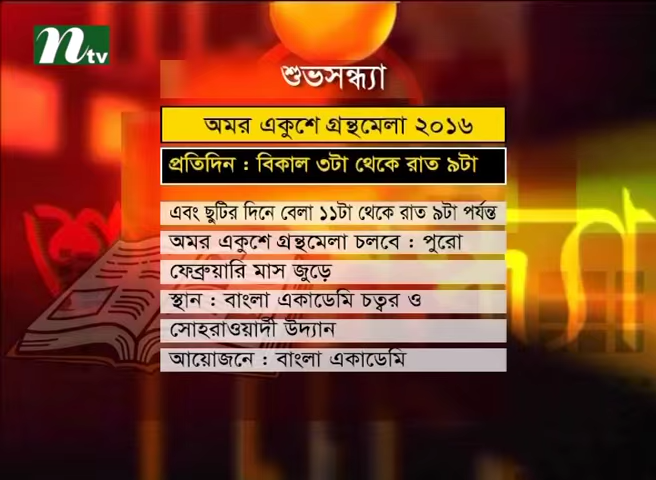 ntv
শুভসন্ধ্যা
অমর একুশে গ্রন্থমেলা ২০১৬
প্রতিদিন : বিকাল ৩টা থেকে রাত ৯টা
এবং ছুটির দিনে বেলা ১১টা থেকে রাত ৯টা পর্যন্ত
অমর একুশে গ্রন্থমেলা চলবে : পুরো
ফেব্রুয়ারি মাস জুড়ে
স্থান : বাংলা একাডেমি চত্বর ও
সোহরাওয়ার্দী উদ্যান
আয়োজনে : বাংলা একাডেমি